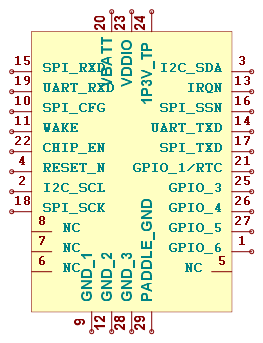 20 23 24
VBATT VDDIO 1P3V_TP
15 SPI_RXD I2C_SDA 3
19 UART_RXD IRQN 13
10 SPI_CFG SPI_SSN 16
11 WAKE UART_TXD 14
22 CHIP_EN SPI_TXD 17
4 RESET_N GPIO_1/RTC 21
2 I2C_SCL GPIO_3 25
18 SPI_SCK GPIO_4 26
8 NC GPIO_5 27
7 NC GPIO_6 1
6 NC NC 5
GND_1 GND_2 GND_3 PADDLE_GND
9 12 28 29